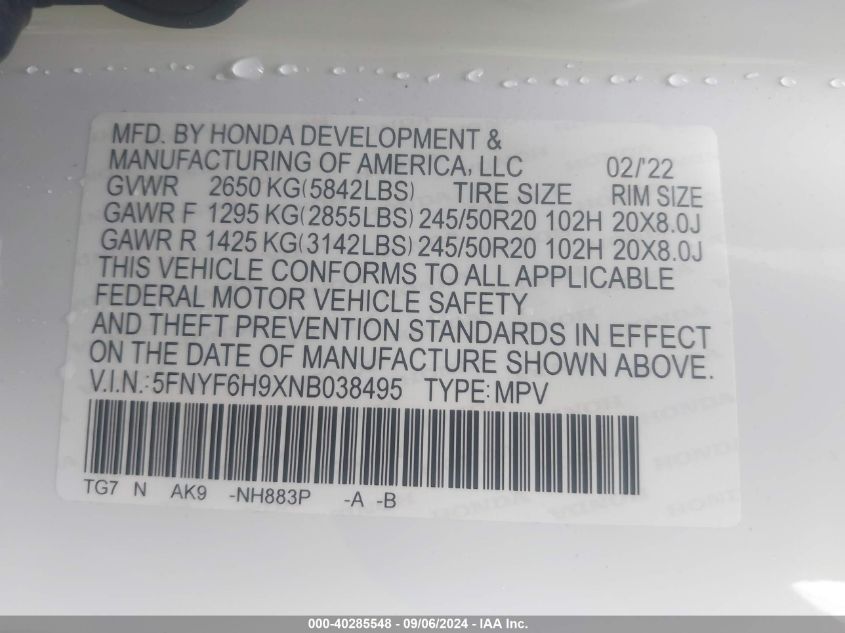 MFD. BY HONDA DEVELOPMENT &
MANUFACTURING OF AMERICA, LLC 02/'22
GVWR 2650 KG(5842LBS) TIRE SIZE RIM SIZE
GAWR F 1295 KG(2855LBS) 245/50R20 102H 20X8.0J
GAWR R 1425 KG(3142LBS) 245/50R20 102H 20X8.0J
THIS VEHICLE CONFORMS TO ALL APPLICABLE
FEDERAL MOTOR VEHICLE SAFETY
AND THEFT PREVENTION STANDARDS IN EFFECT
ON THE DATE OF MANUFACTURE SHOWN ABOVE.
V.I.N.: 5FNYF6H9XNB038495 TYPE: MPV
TG7 N AK9 -NH883P -A -B
000-40285548 - 09/06/2024 - IAA Inc.